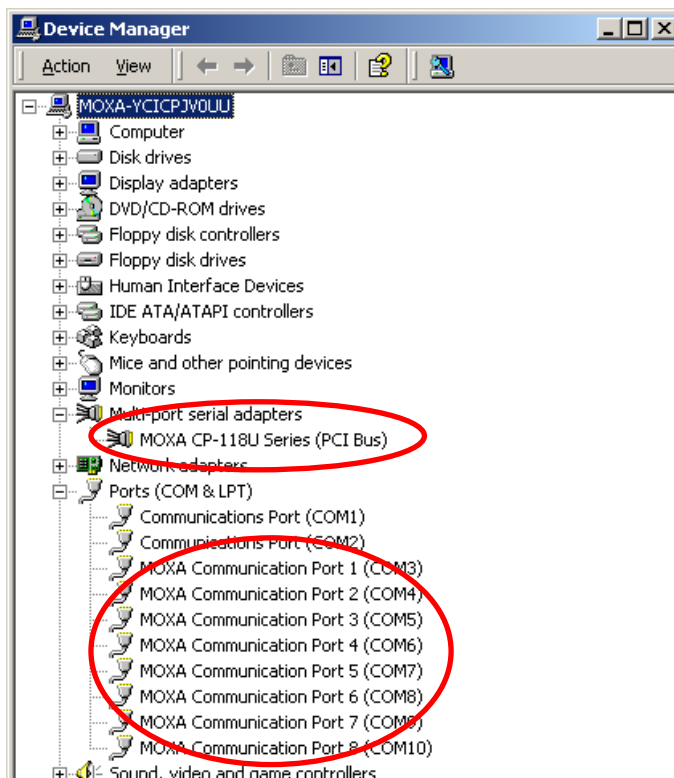 Device Manager
Action View
MOXA-YCICPJV0UU
Computer
Disk drives
Display adapters
DVD/CD-ROM drives
Floppy disk controllers
Floppy disk drives
Human Interface Devices
IDE ATA/ATAPI controllers
Keyboards
Mice and other pointing devices
Monitors
Multi-port serial adapters
MOXA CP-118U Series (PCI Bus)
Network adapters
Ports (COM & LPT)
Communications Port (COM1)
Communications Port (COM2)
MOXA Communication Port 1 (COM3)
MOXA Communication Port 2 (COM4)
MOXA Communication Port 3 (COM5)
MOXA Communication Port 4 (COM6)
MOXA Communication Port 5 (COM7)
MOXA Communication Port 6 (COM8)
MOXA Communication Port 7 (COM9)
MOXA Communication Port 8 (COM10)
Sound, video and game controllers